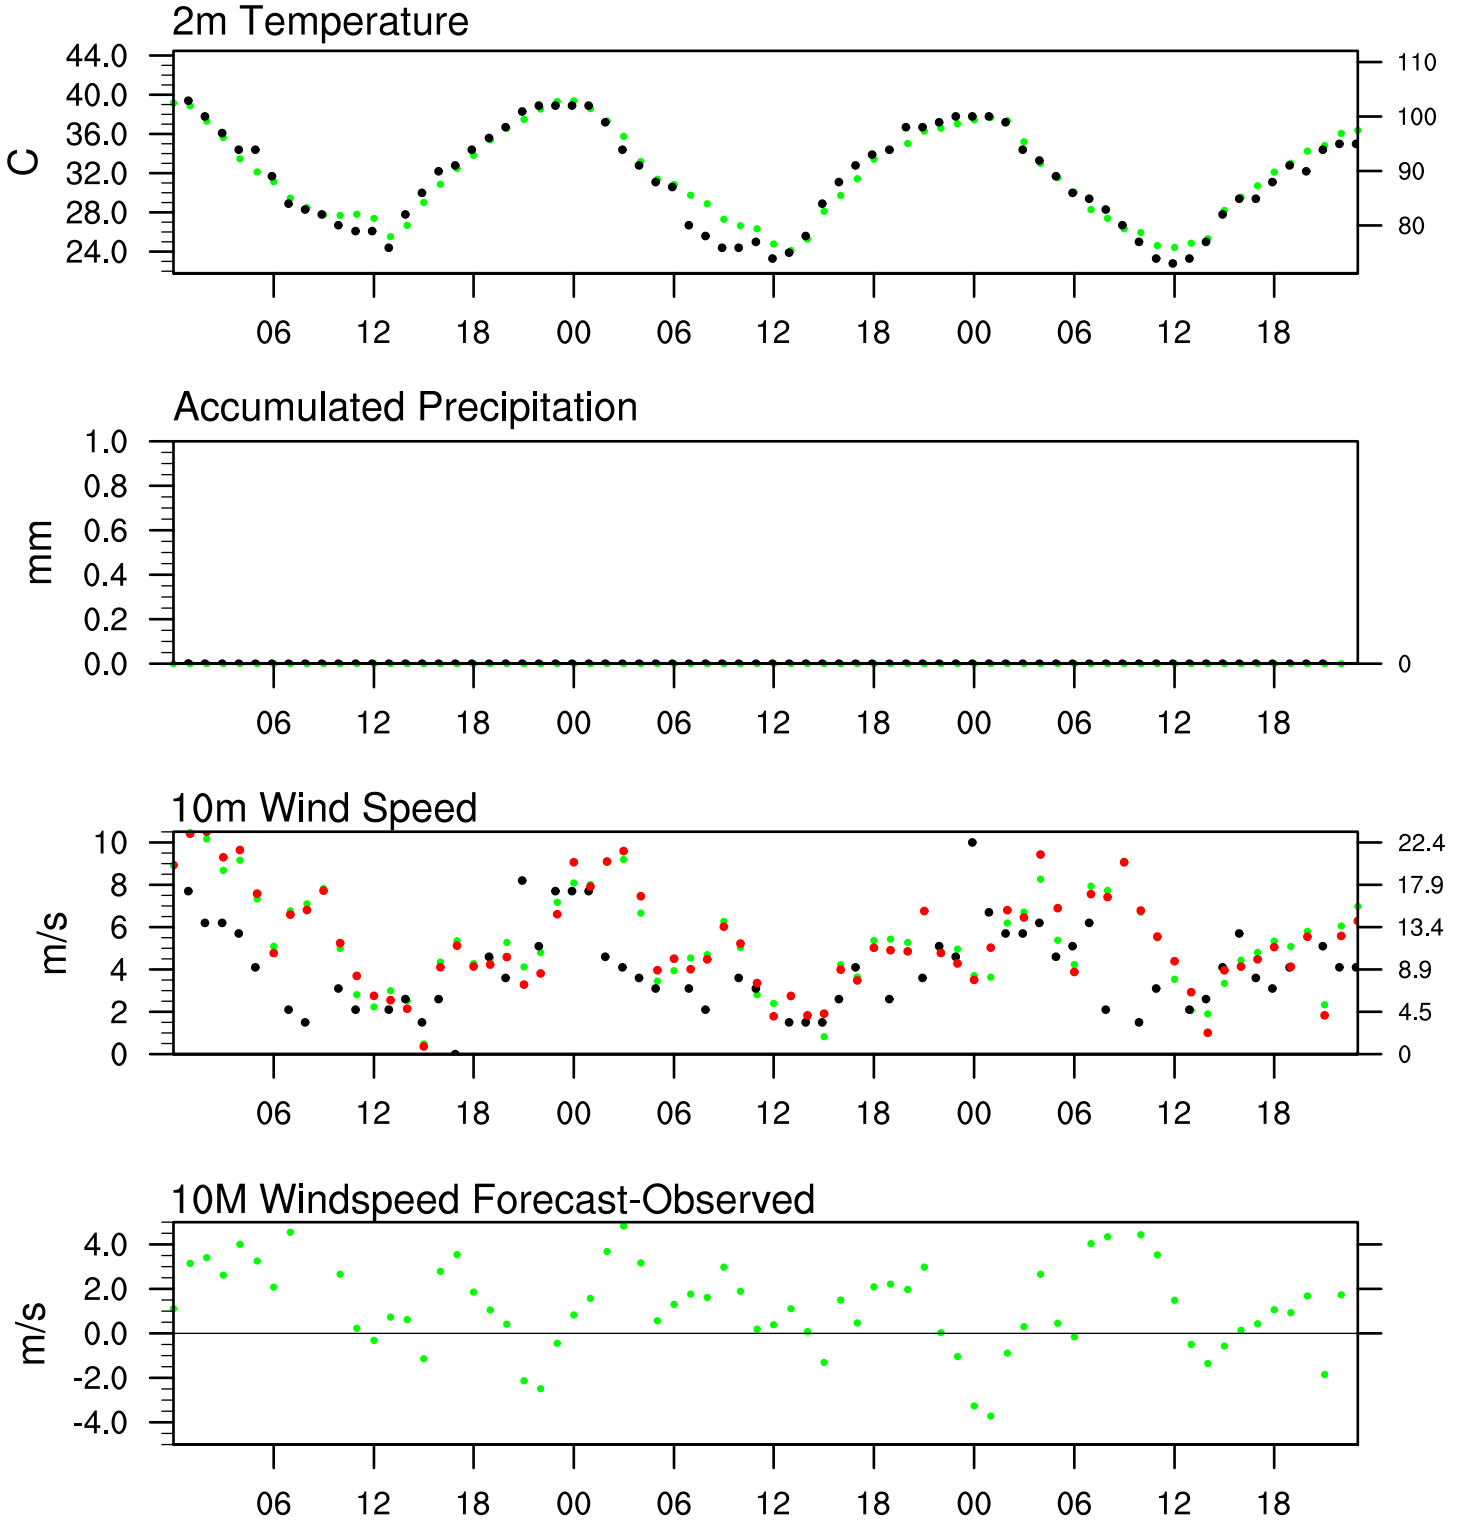 2m Temperature
44.0
40.0
36.0
32.0
28.0
24.0
C
110
100
90
80
06 12 18 00 06 12 18 00 06 12 18
Accumulated Precipitation
1.0
0.8
0.6
0.4
0.2
0.0
mm
0
06 12 18 00 06 12 18 00 06 12 18
10m Wind Speed
10
8
6
4
2
0
m/s
22.4
17.9
13.4
8.9
4.5
0
06 12 18 00 06 12 18 00 06 12 18
10M Windspeed Forecast-Observed
4.0
2.0
0.0
-2.0
-4.0
m/s
06 12 18 00 06 12 18 00 06 12 18